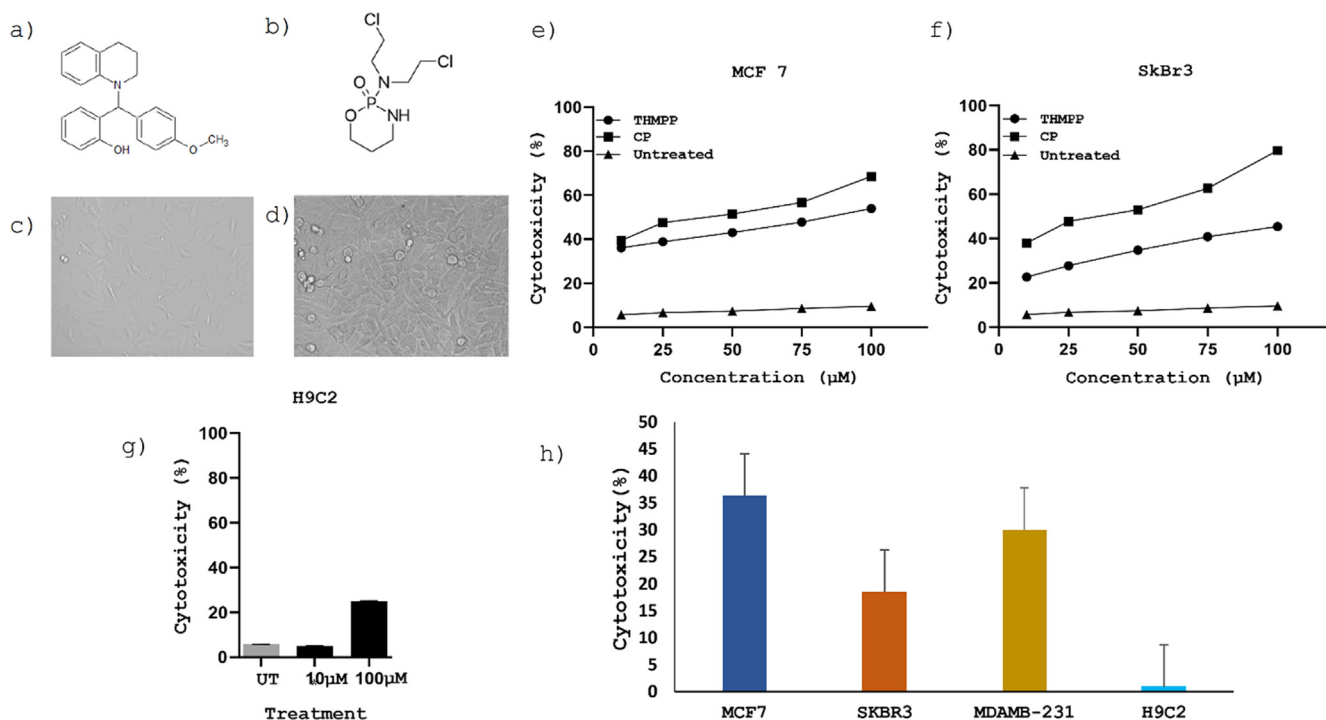 a)
N
OH
O
CH3
b)
Cl
Cl
O
N
P
O
NH
c)
d)
e)
MCF 7
THMPP
CP
Untreated
Cytotoxicity (%)
100
80
60
40
20
0
0 25 50 75 100
Concentration (µM)
f)
SkBr3
THMPP
CP
Untreated
Cytotoxicity (%)
100
80
60
40
20
0
0 25 50 75 100
Concentration (µM)
g)
H9C2
Cytotoxicity (%)
100
80
60
40
20
0
UT 10µM 100µM
Treatment
h)
Cytotoxicity(%)
50
45
40
35
30
25
20
15
10
5
0
MCF7 SKBR3 MDAMB-231 H9C2